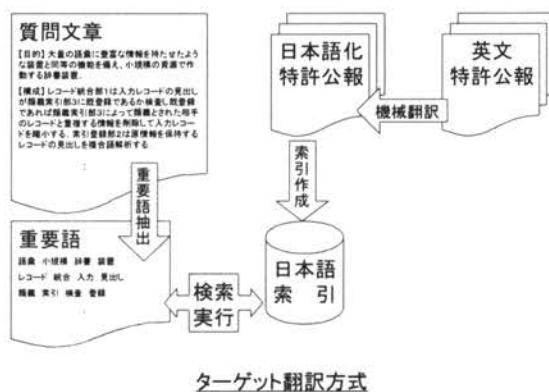 質問文章
【目的】大量の語彙に豊富な情報を持たせたよう
な装置と同等の機能を備え、小規模の資源で作
動する辞書装置。
【構成】レコード統合部1は入力レコードの見出し
が類義索引部3に既登録であるか検査し既登録
であれば類義索引部3によって類義とされた相手
のレコードと重複する情報を削除して入力レコー
ドを縮小する。索引登録部2は原情報を保持する
レコードの見出しを複合語解析する。
:
重要語抽出
重要語
語彙 小規模 辞書 装置
レコード 統合 入力 見出し
類義 索引 検査 登録
:
検索
実行
日本語化
特許公報
英文
特許公報
機械翻訳
索引作成
日本語
索 引
ターゲット翻訳方式